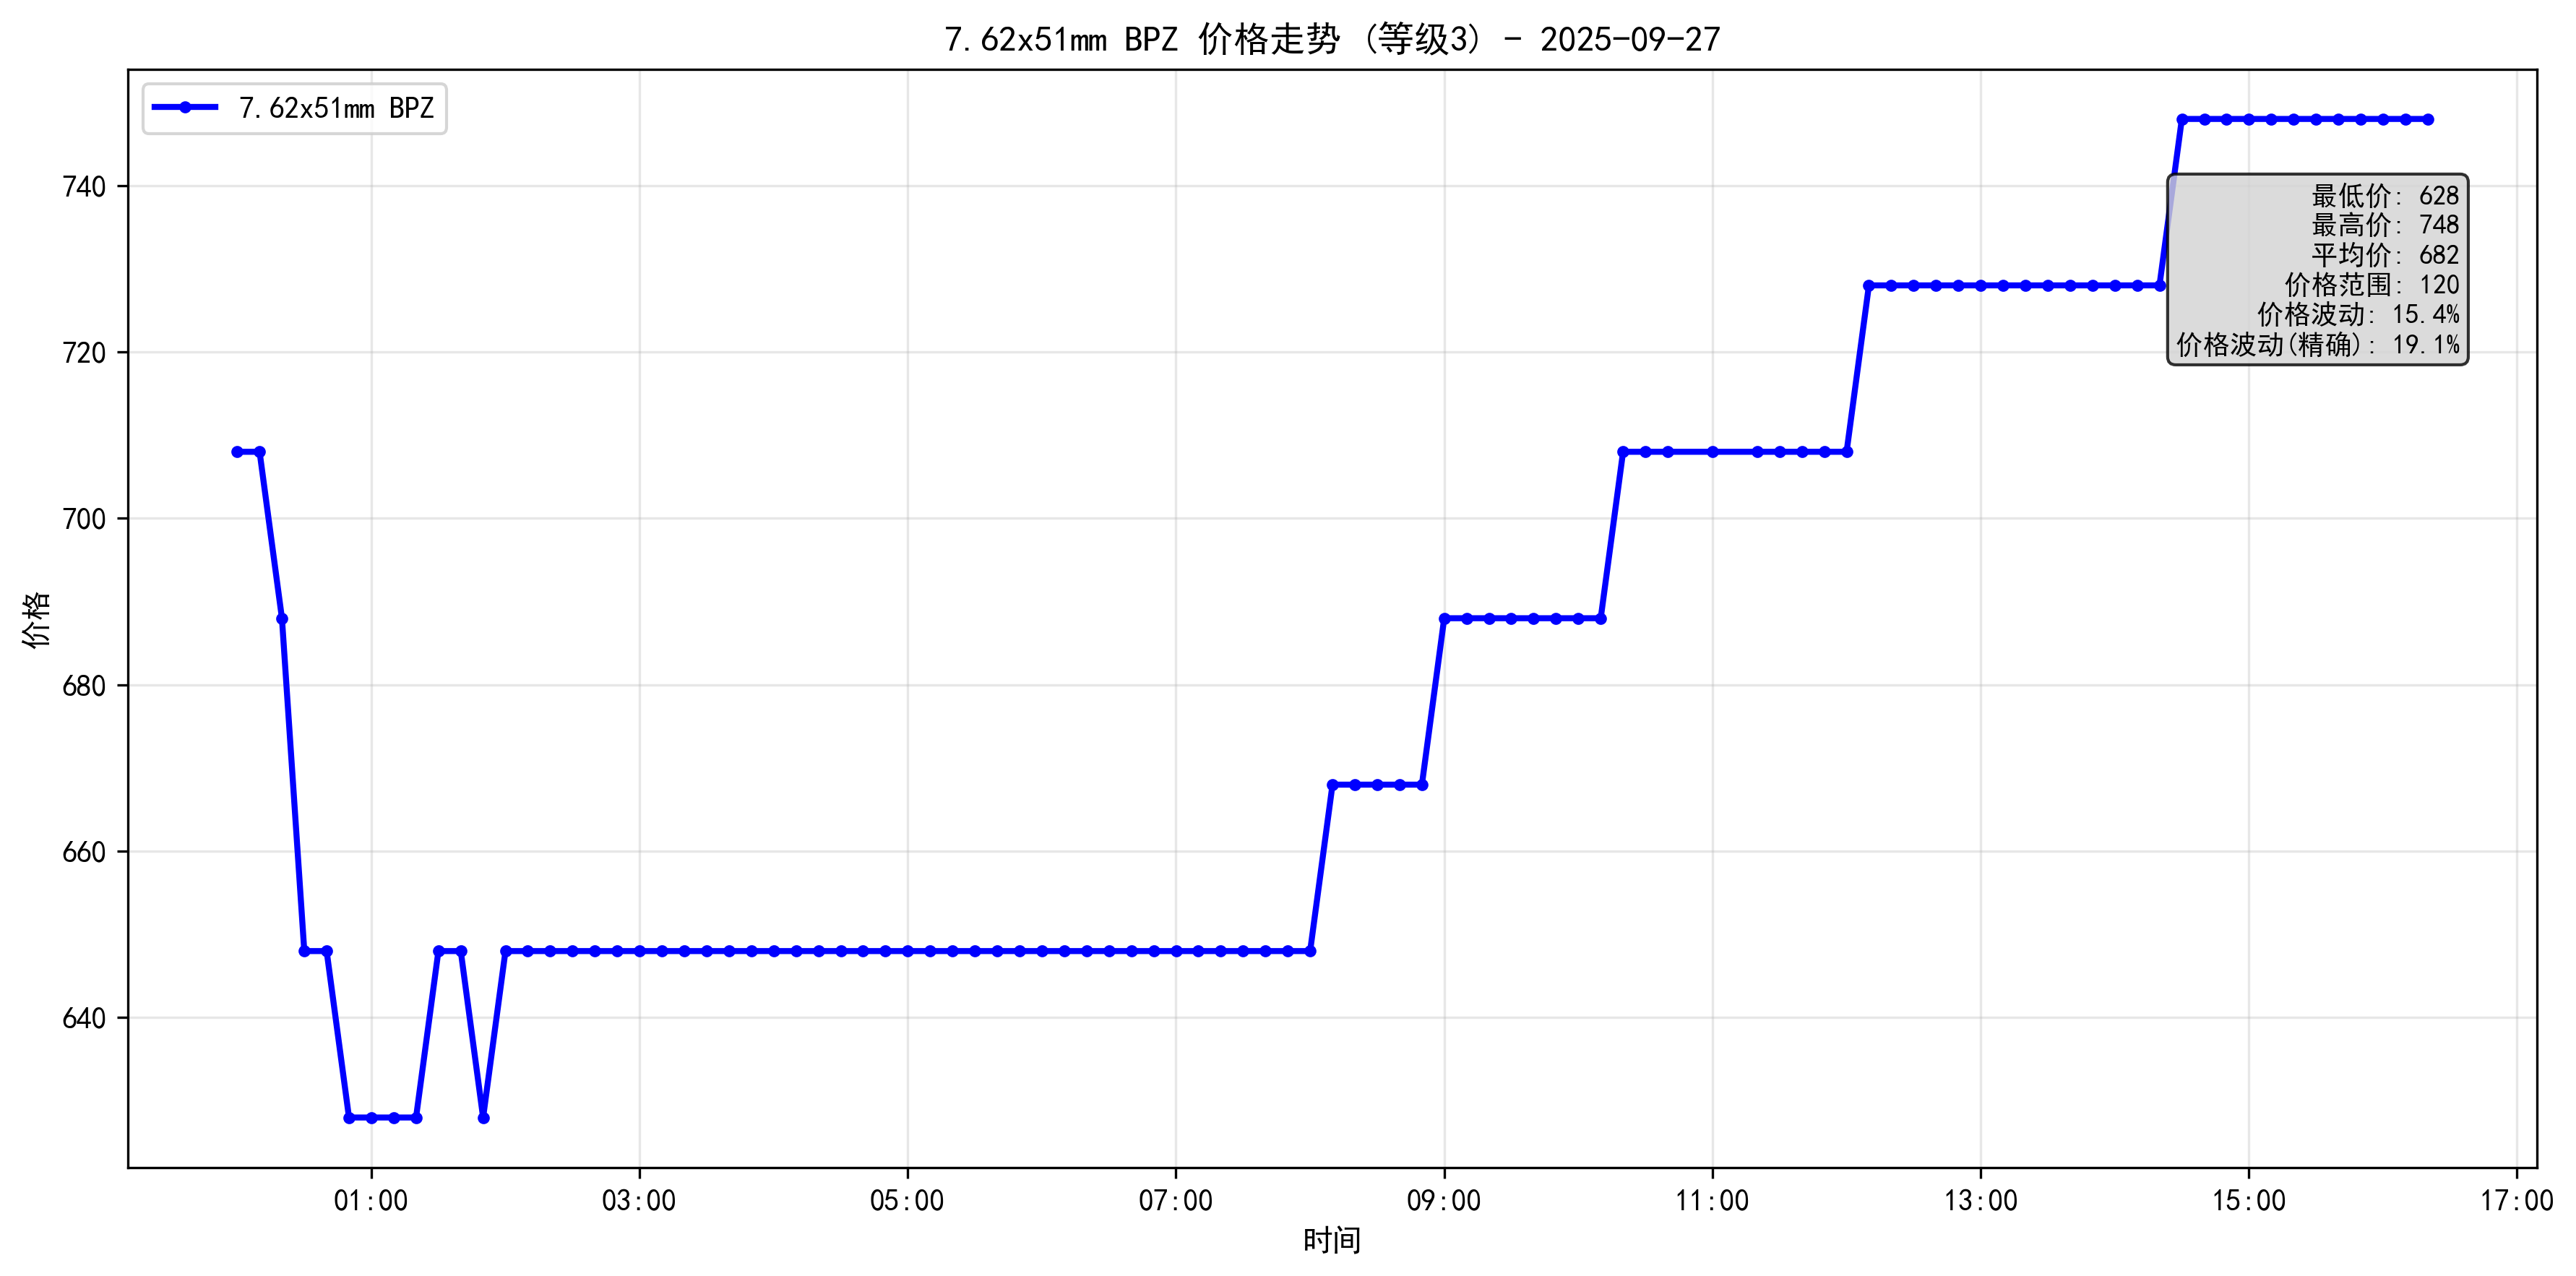 7.62x51mm BPZ 价格走势 (等级3) - 2025-09-27
7.62x51mm BPZ
740
720
700
680
660
640
价格
最低价: 628
最高价: 748
平均价: 682
价格范围: 120
价格波动: 15.4%
价格波动(精确): 19.1%
01:00 03:00 05:00 07:00 09:00 11:00 13:00 15:00 17:00
时间